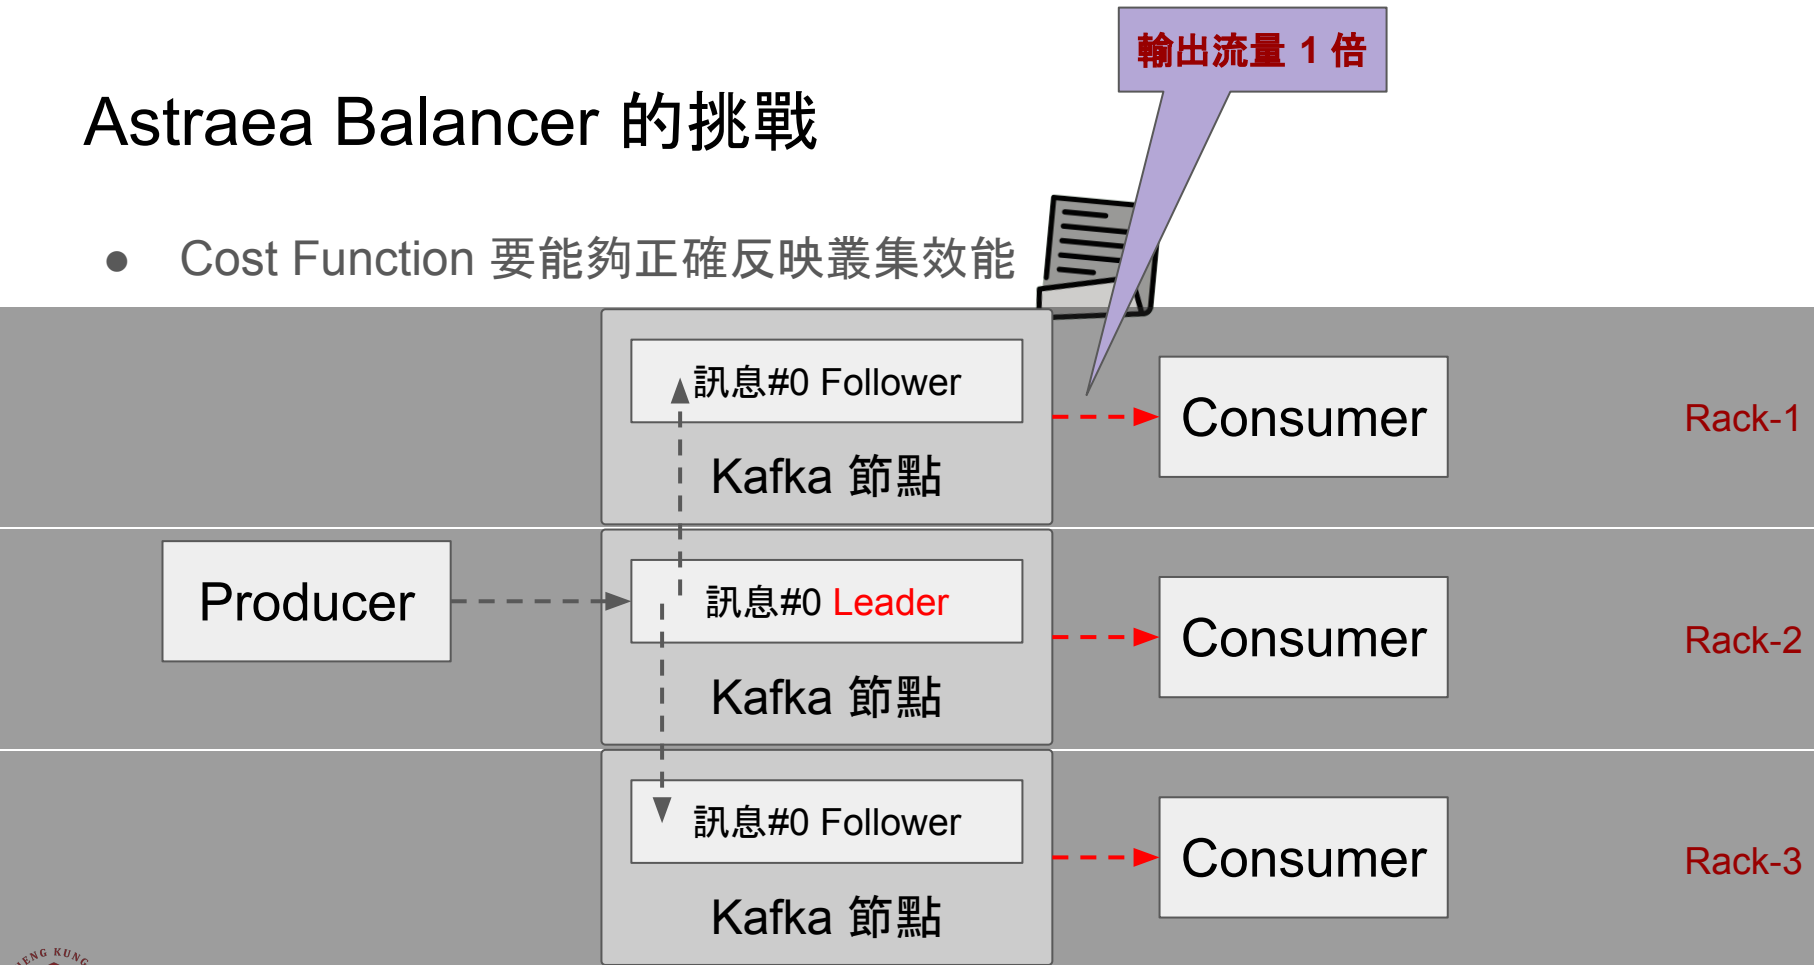 輸出流量 1 倍
Astraea Balancer 的挑戰
● Cost Function 要能夠正確反映叢集效能
訊息#0 Follower
Kafka 節點
Consumer
Rack-1
Producer
訊息#0 Leader
Kafka 節點
Consumer
Rack-2
訊息#0 Follower
Kafka 節點
Consumer
Rack-3
KUNG